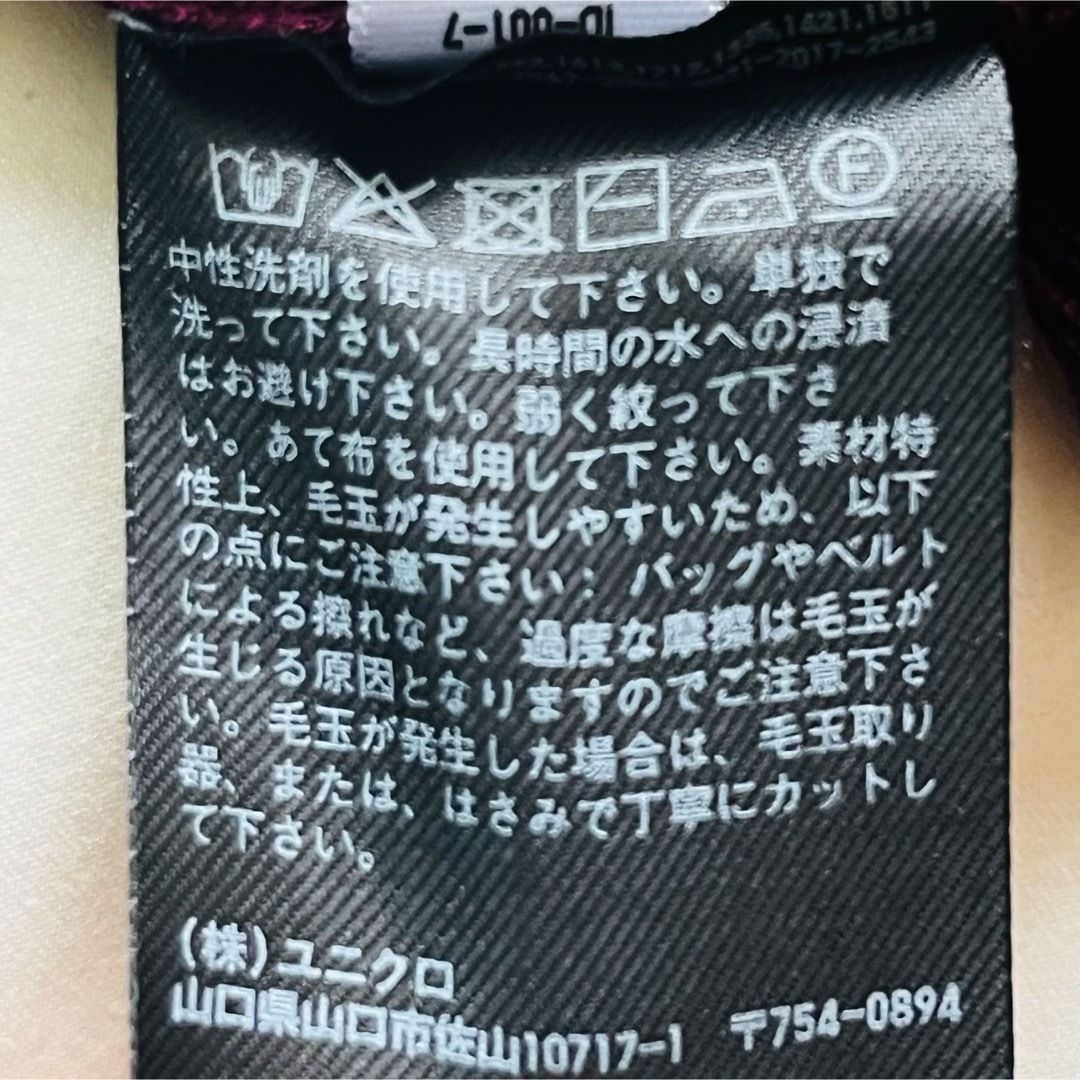 ID-001-7
中性洗剤を使用して下さい。単独で
洗って下さい。長時間の水への浸漬
はお避け下さい。弱く絞って下さ
い。あて布を使用して下さい。素材特
性上、毛玉が発生しやすいため、以下
の点にご注意下さい: バッグやベルト
による擦れなど、過度な摩擦は毛玉が
生じる原因となりますのでご注意下さ
い。毛玉が発生した場合は、毛玉取り
器、または、はさみで丁寧にカットし
て下さい。
(株)ユニクロ
山口県山口市佐山10717-1 〒754-0894
F